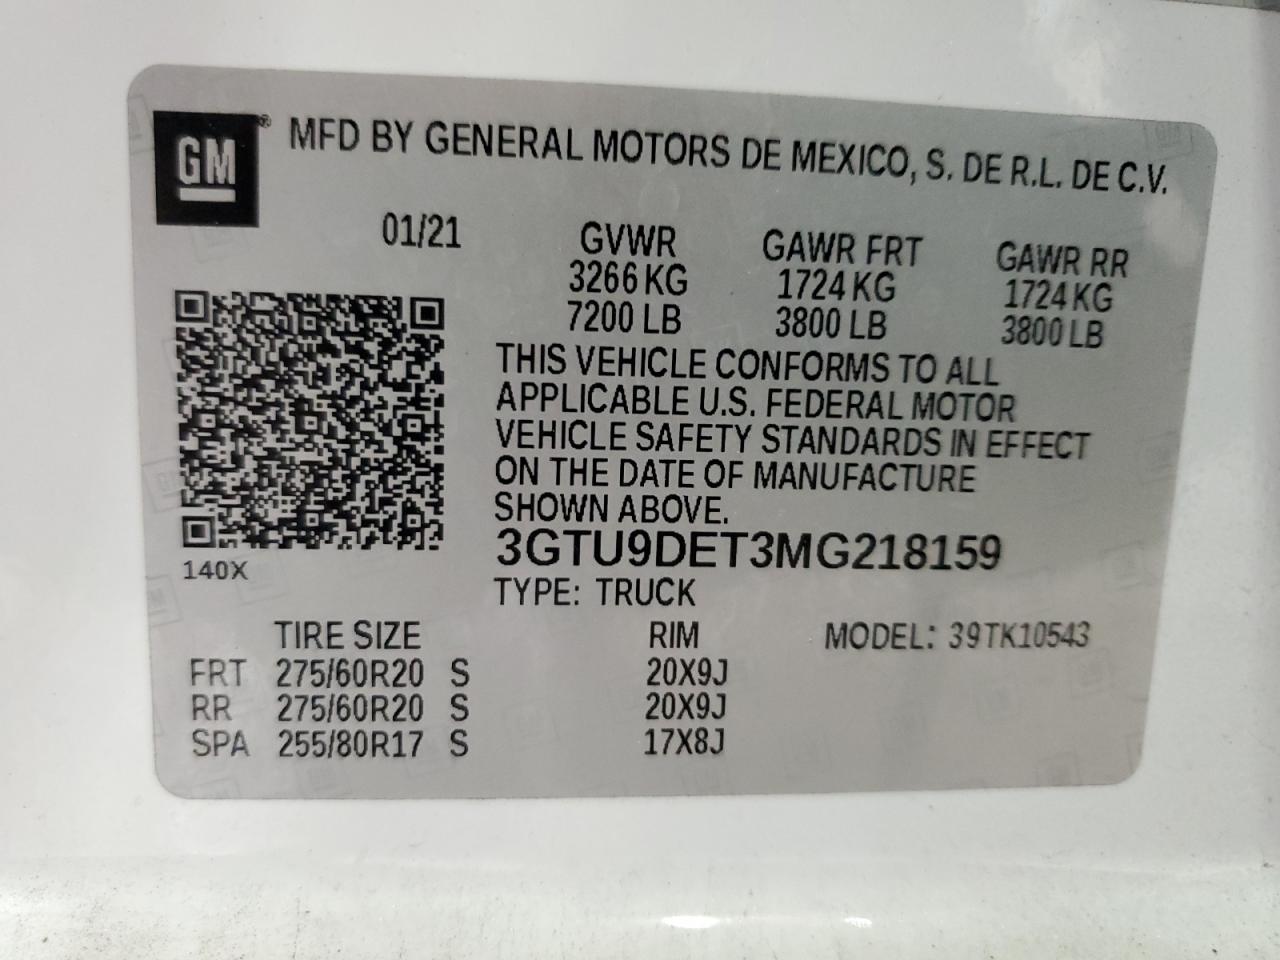 GM® MFD BY GENERAL MOTORS DE MEXICO, S. DE R.L. DE C.V.
01/21 GVWR GAWR FRT GAWR RR
3266 KG 1724 KG 1724 KG
7200 LB 3800 LB 3800 LB
THIS VEHICLE CONFORMS TO ALL
APPLICABLE U.S. FEDERAL MOTOR
VEHICLE SAFETY STANDARDS IN EFFECT
ON THE DATE OF MANUFACTURE
SHOWN ABOVE.
3GTU9DET3MG218159
140X
TYPE: TRUCK
TIRE SIZE RIM MODEL: 39TK10543
FRT 275/60R20 S 20X9J
RR 275/60R20 S 20X9J
SPA 255/80R17 S 17X8J